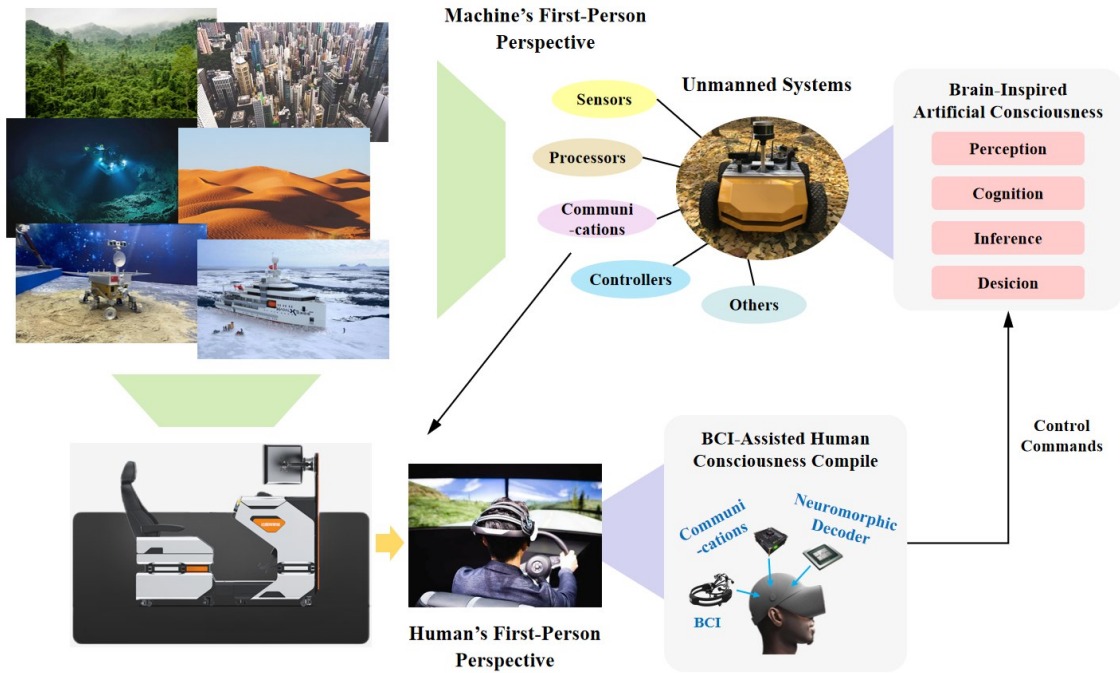 Machine's First-Person
Perspective
Unmanned Systems
Sensors
Processors
Communi
-cations
Controllers
Others
Brain-Inspired
Artificial Consciousness
Perception
Cognition
Inference
Desicion
Control
Commands
BCI-Assisted Human
Consciousness Compile
Communi
-cations
Neuromorphic
Decoder
BCI
Human's First-Person
Perspective